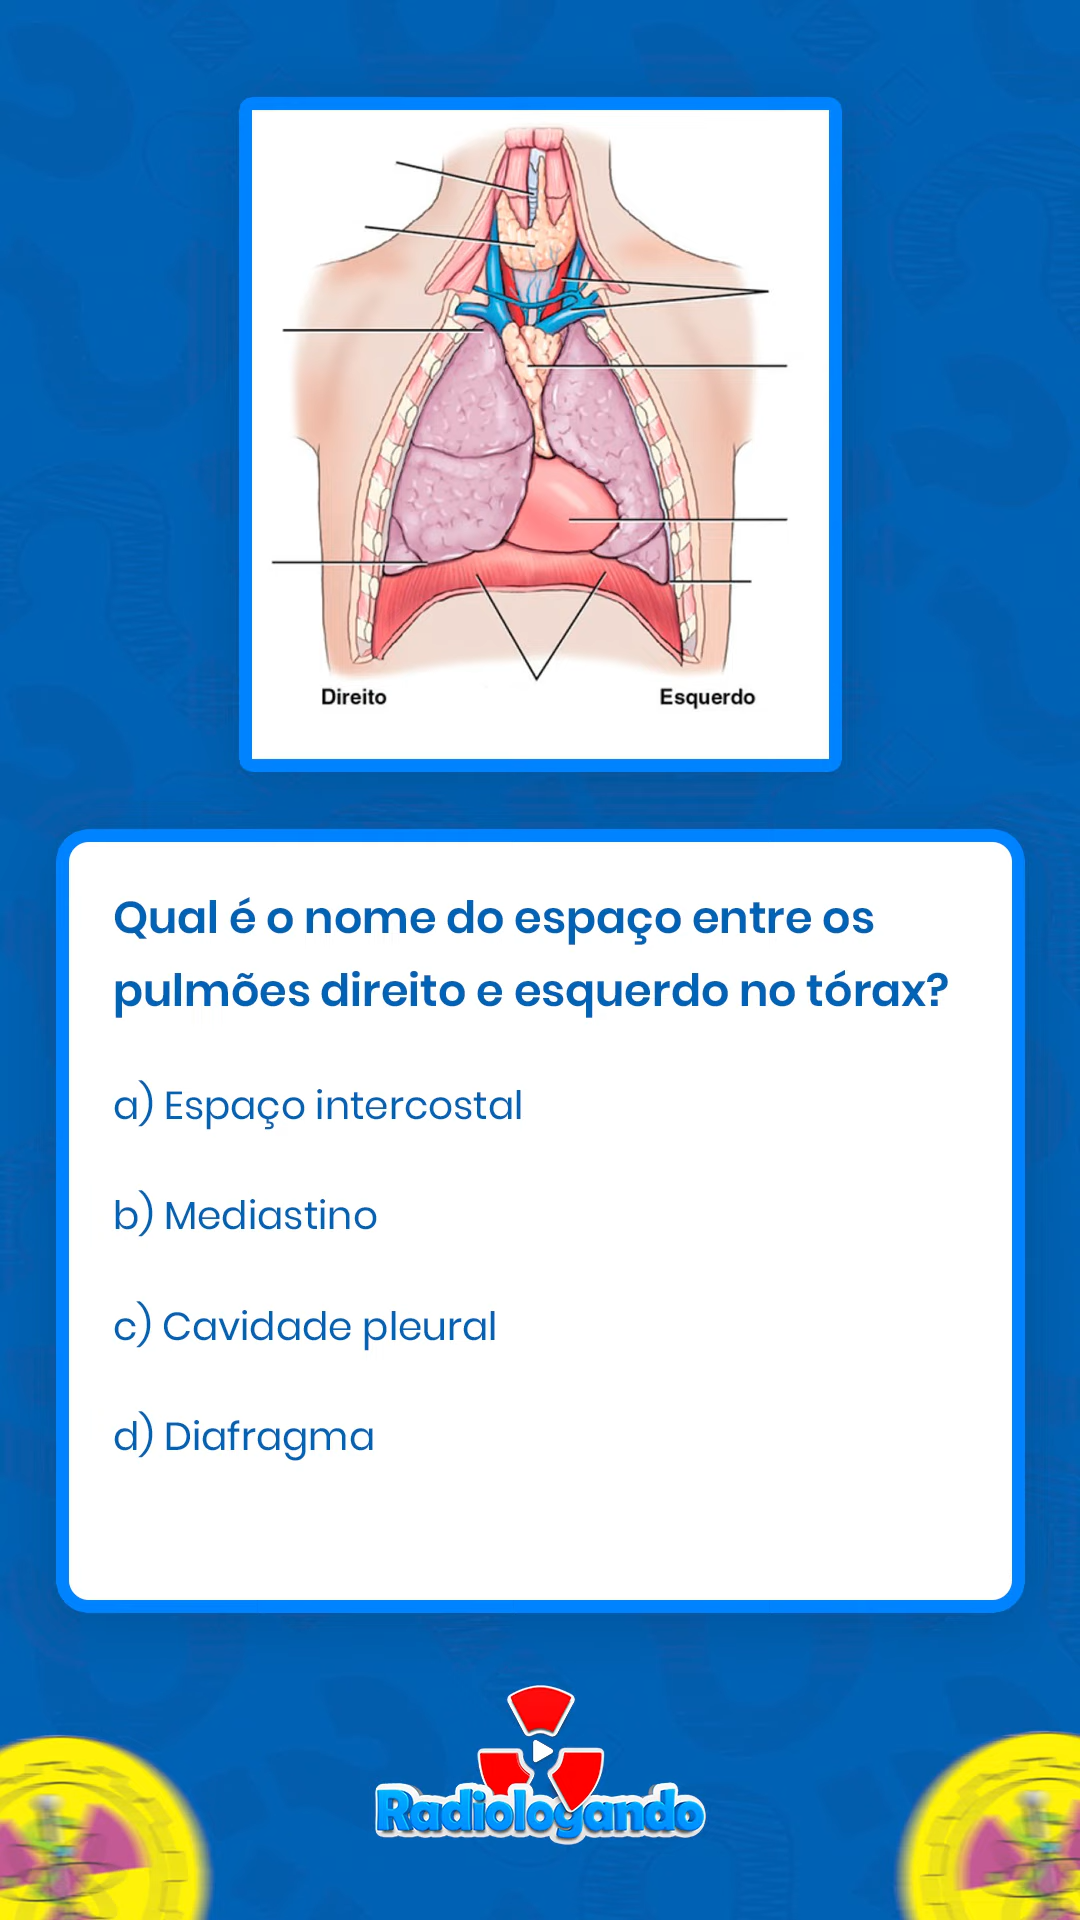 Direito
Esquerdo
Qual é o nome do espaço entre os
pulmões direito e esquerdo no tórax?
a) Espaço intercostal
b) Mediastino
c) Cavidade pleural
d) Diafragma
Radiologando